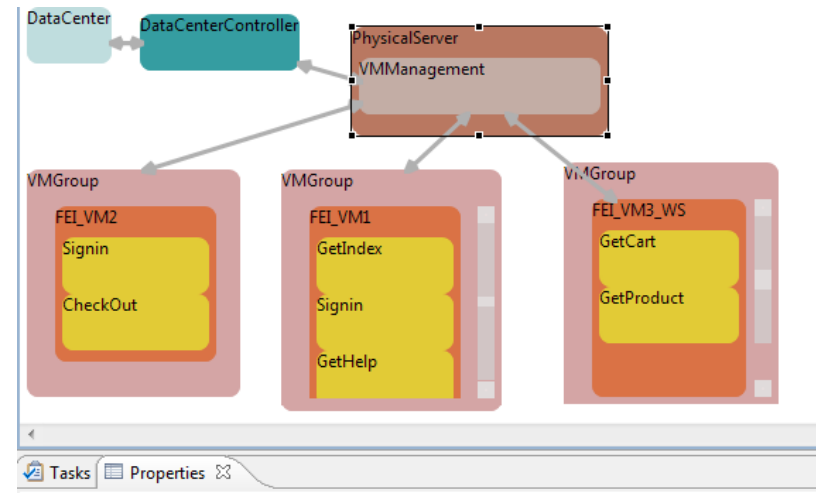 DataCenter
DataCenterController
PhysicalServer
VMManagement
VMGroup
FEI_VM2
Signin
CheckOut
VMGroup
FEI_VM1
GetIndex
Signin
GetHelp
VMGroup
FEI_VM3_WS
GetCart
GetProduct
Tasks
Properties